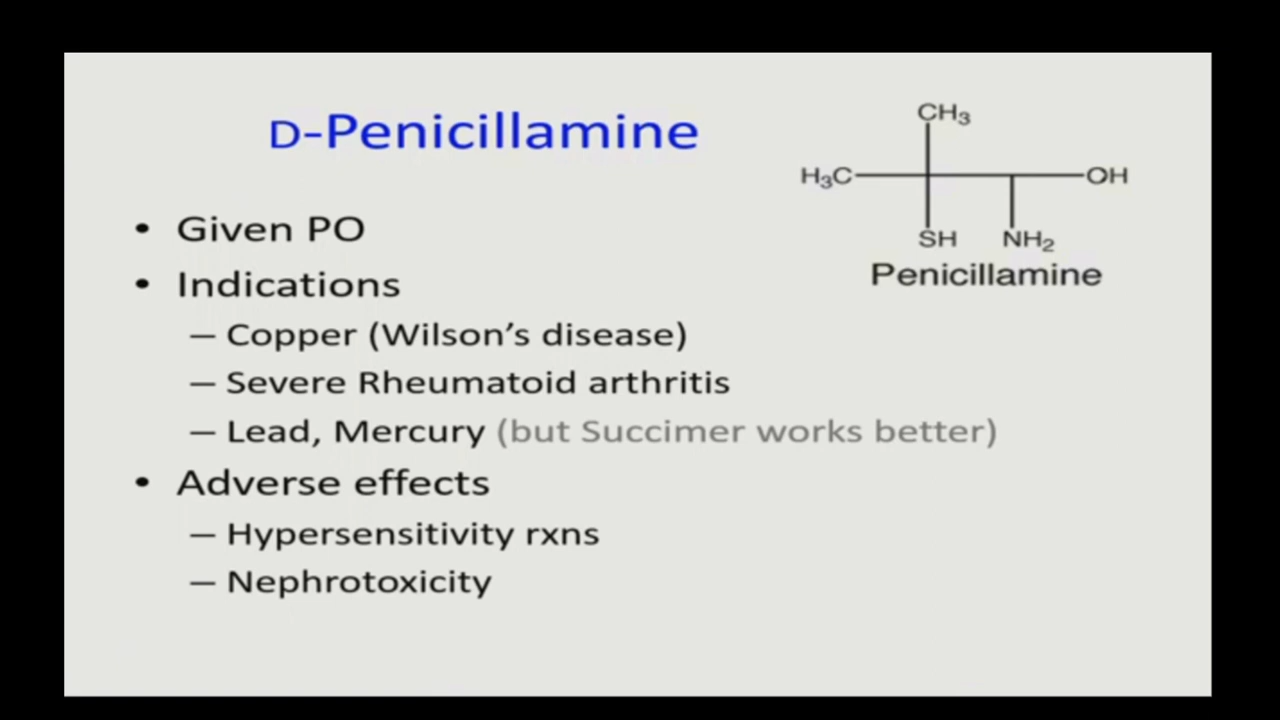 D-Penicillamine
• Given PO
• Indications
– Copper (Wilson's disease)
– Severe Rheumatoid arthritis
– Lead, Mercury (but Succimer works better)
• Adverse effects
– Hypersensitivity rxns
– Nephrotoxicity
CH₃
H₃C OH
SH NH₂
Penicillamine